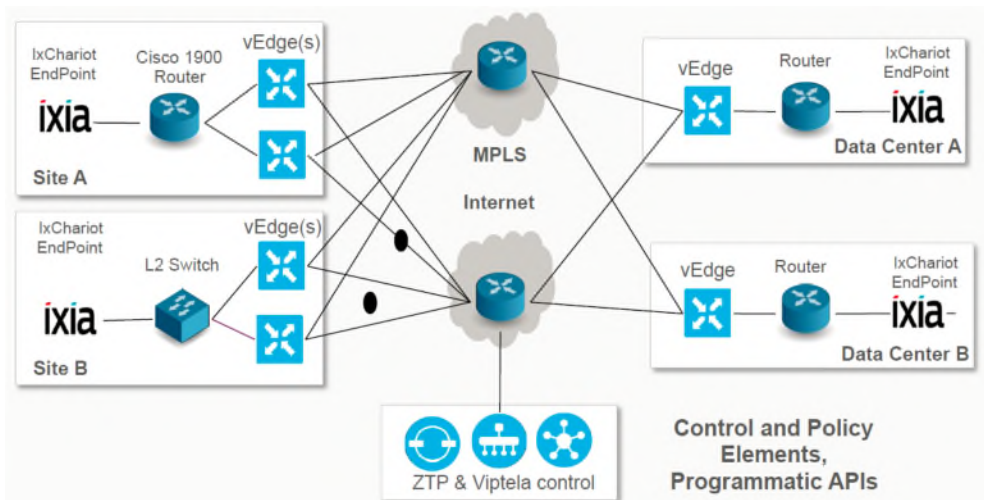 IxChariot
EndPoint
Cisco 1900
Router
vEdge(s)
ixia
Site A
MPLS
Internet
vEdge
Router
IxChariot
EndPoint
ixia
Data Center A
IxChariot
EndPoint
L2 Switch
vEdge(s)
ixia
Site B
vEdge
Router
IxChariot
EndPoint
ixia
Data Center B
ZTP & Viptela control
Control and Policy
Elements,
Programmatic APIs